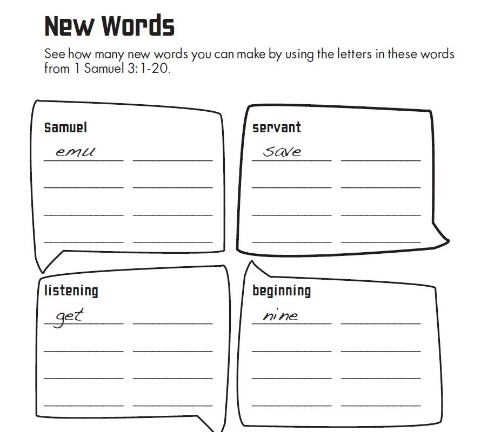 New Words
See how many new words you can make by using the letters in these words
from 1 Samuel 3:1-20.
Samuel
emu
servant
save
listening
get
beginning
nine